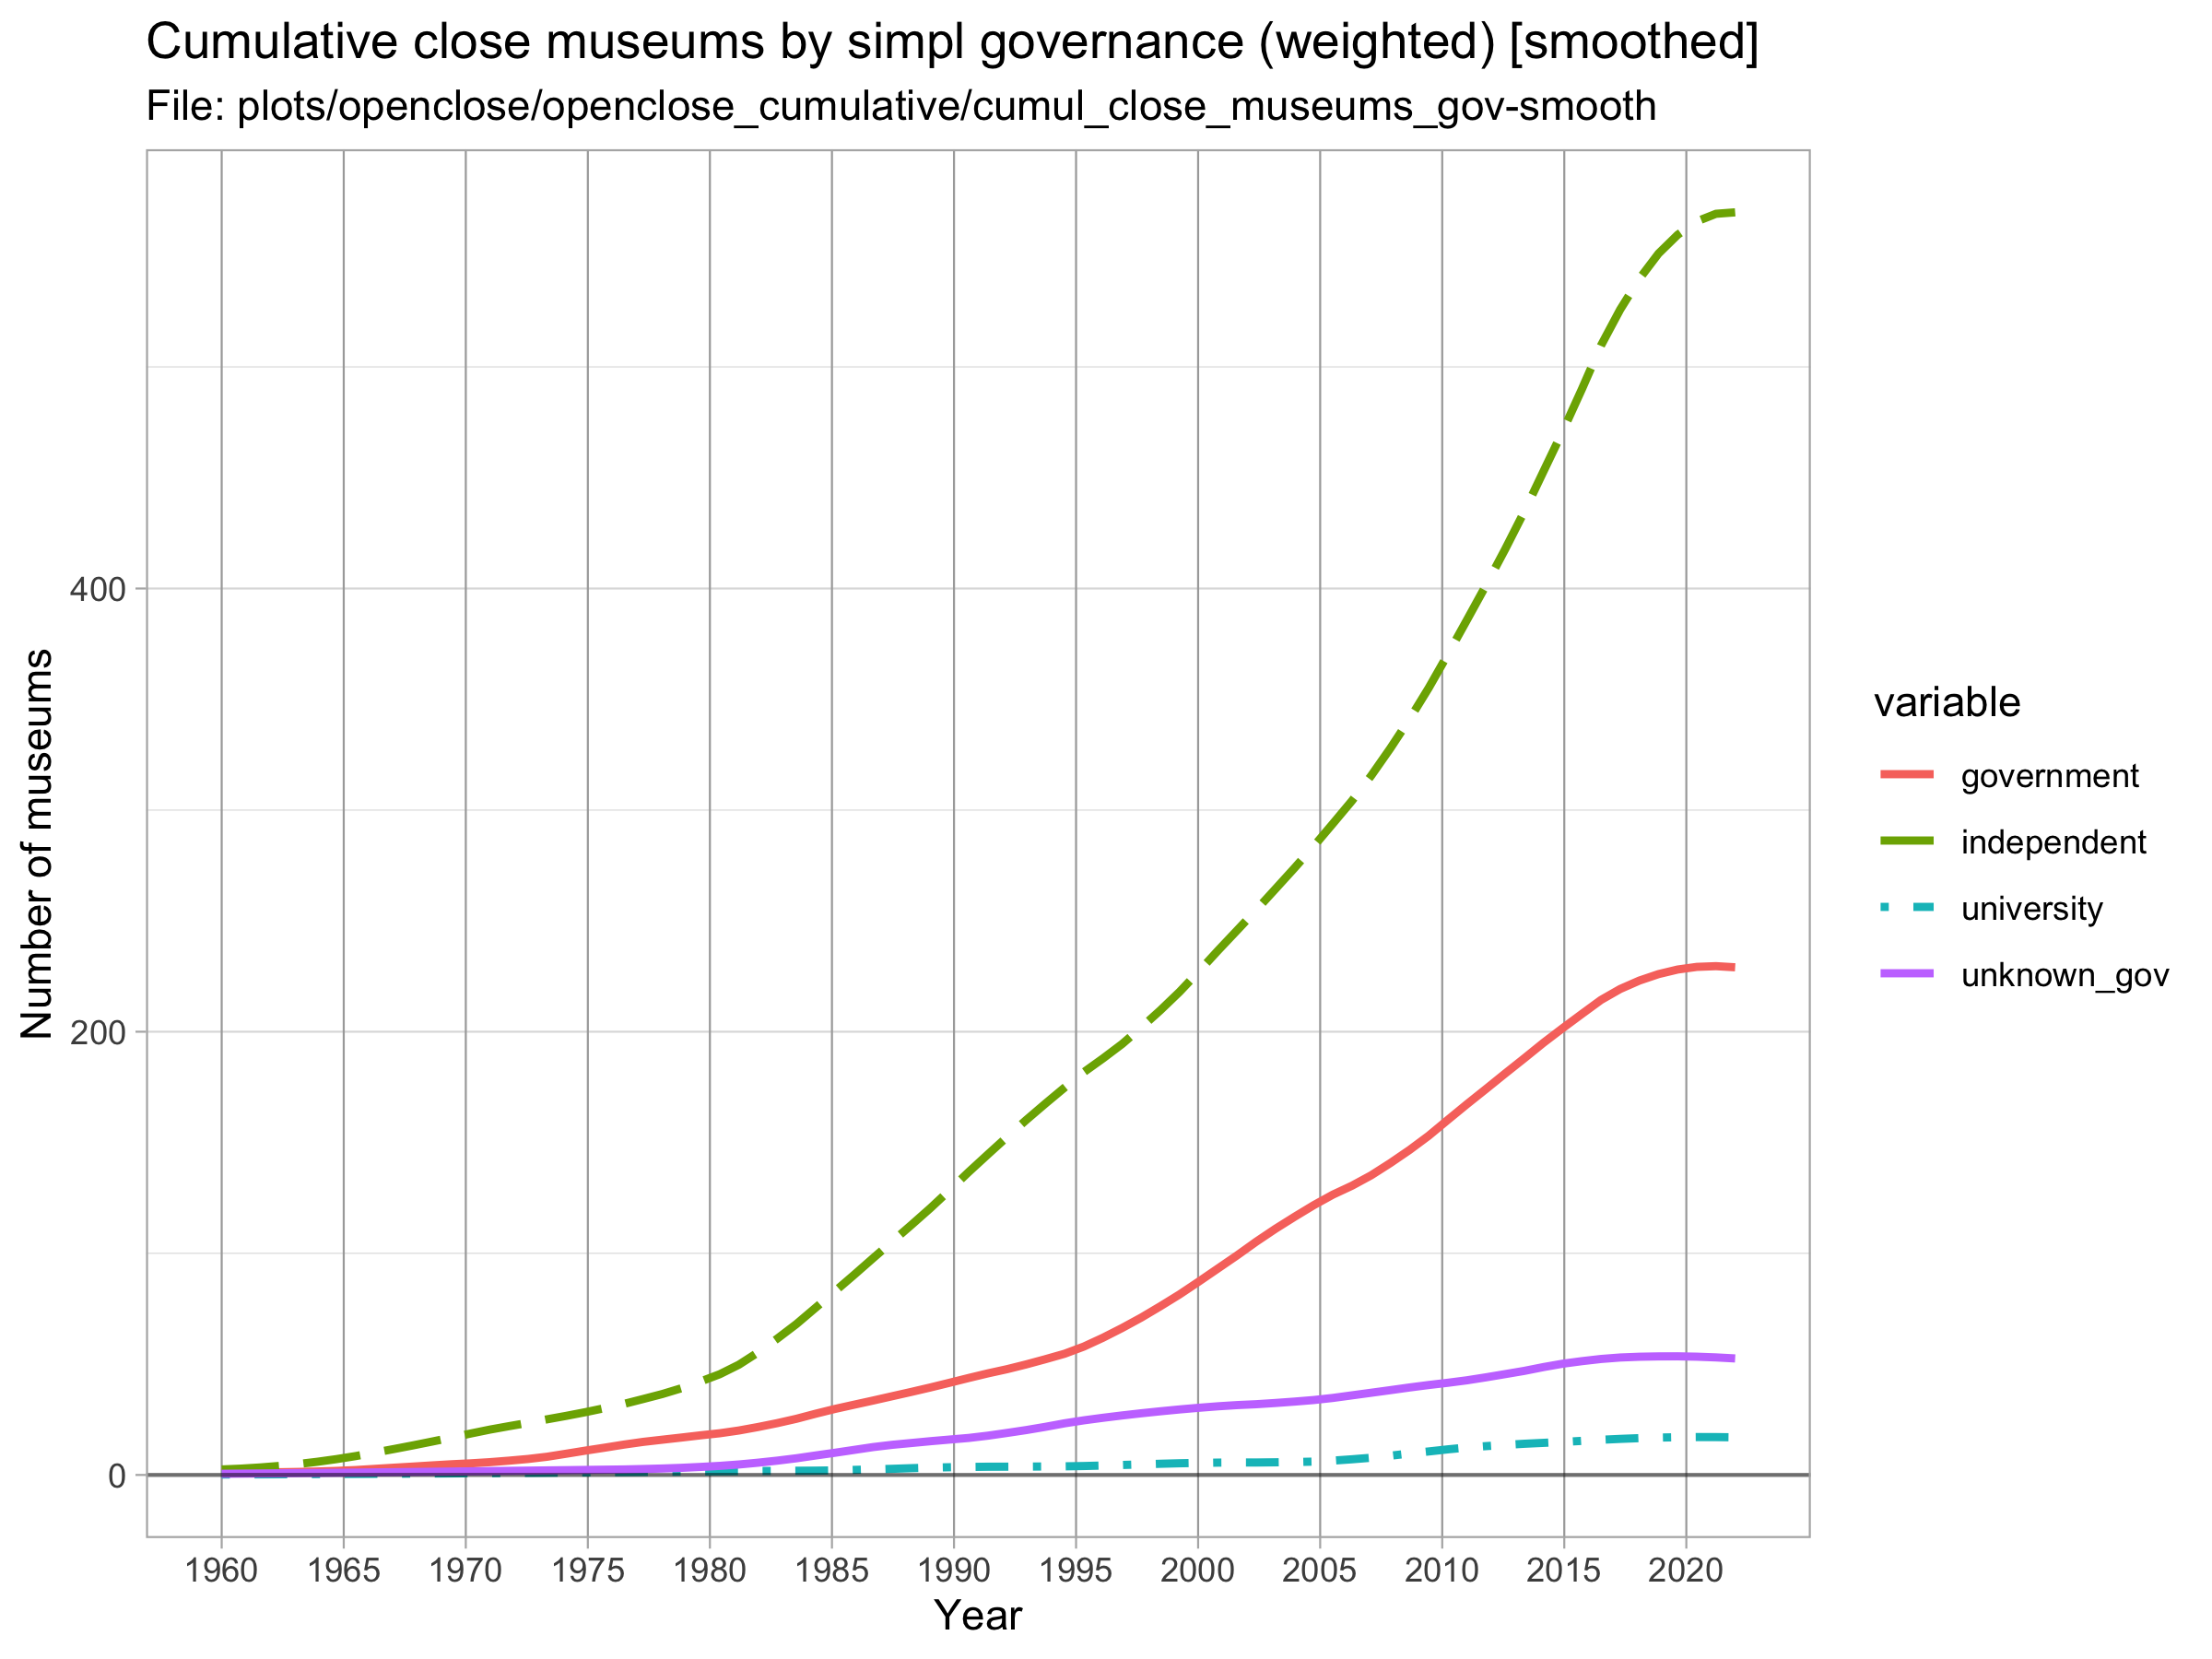 Cumulative close museums by simpl governance (weighted) [smoothed]
File: plots/openclose/openclose_cumulative/cumul_close_museums_gov-smooth
Number of museums
400
200
0
1960 1965 1970 1975 1980 1985 1990 1995 2000 2005 2010 2015 2020
Year
variable
government
independent
university
unknown_gov